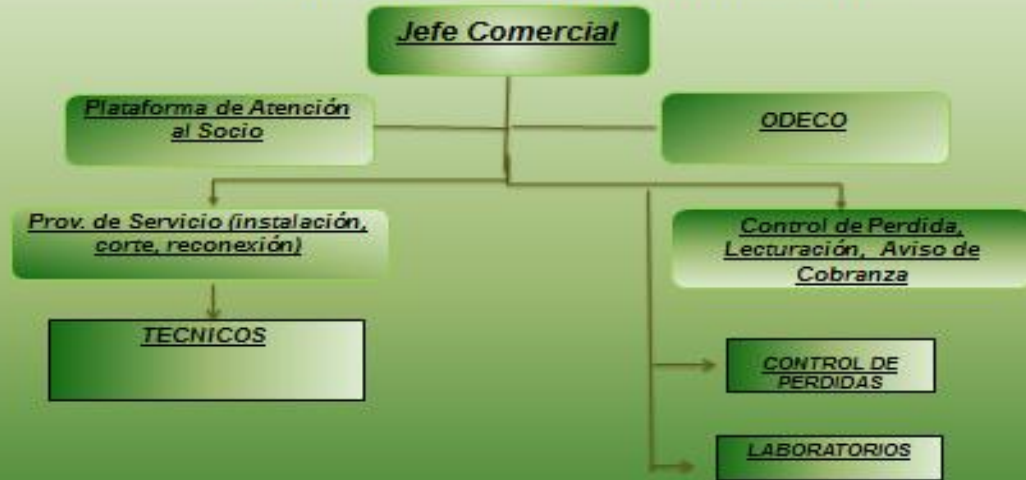 Jefe Comercial
Plataforma de Atención
al Socio
ODECO
Prov. de Servicio (instalación,
corte, reconexión)
Control de Perdida,
Lecturación, Aviso de
Cobranza
TECNICOS
CONTROL DE
PERDIDAS
LABORATORIOS